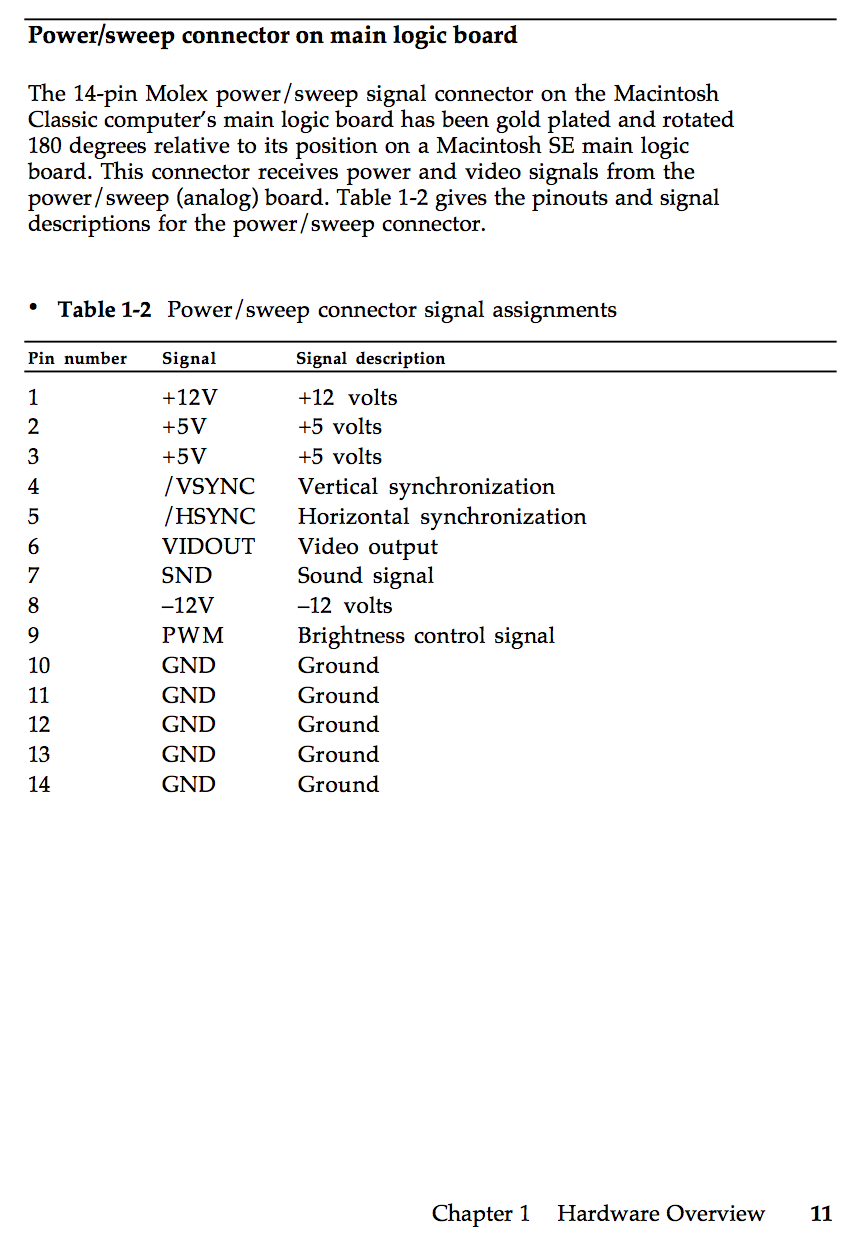 Power/sweep connector on main logic board
The 14-pin Molex power/sweep signal connector on the Macintosh
Classic computer’s main logic board has been gold plated and rotated
180 degrees relative to its position on a Macintosh SE main logic
board. This connector receives power and video signals from the
power/sweep (analog) board. Table 1-2 gives the pinouts and signal
descriptions for the power/sweep connector.
• Table 1-2 Power/sweep connector signal assignments
Pin number Signal Signal description
1 +12V +12 volts
2 +5V +5 volts
3 +5V +5 volts
4 /VSYNC Vertical synchronization
5 /HSYNC Horizontal synchronization
6 VIDOUT Video output
7 SND Sound signal
8 –12V –12 volts
9 PWM Brightness control signal
10 GND Ground
11 GND Ground
12 GND Ground
13 GND Ground
14 GND Ground
Chapter 1 Hardware Overview 11